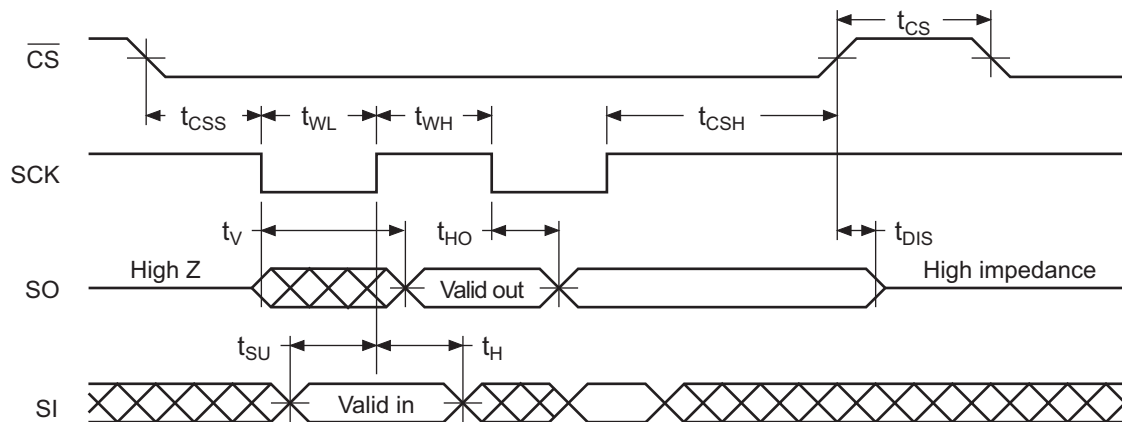 t_CS
C̅S̅
t_CSS t_WL t_WH t_CSH
SCK
t_V t_HO t_DIS
High Z High impedance
SO Valid out
t_SU t_H
SI Valid in